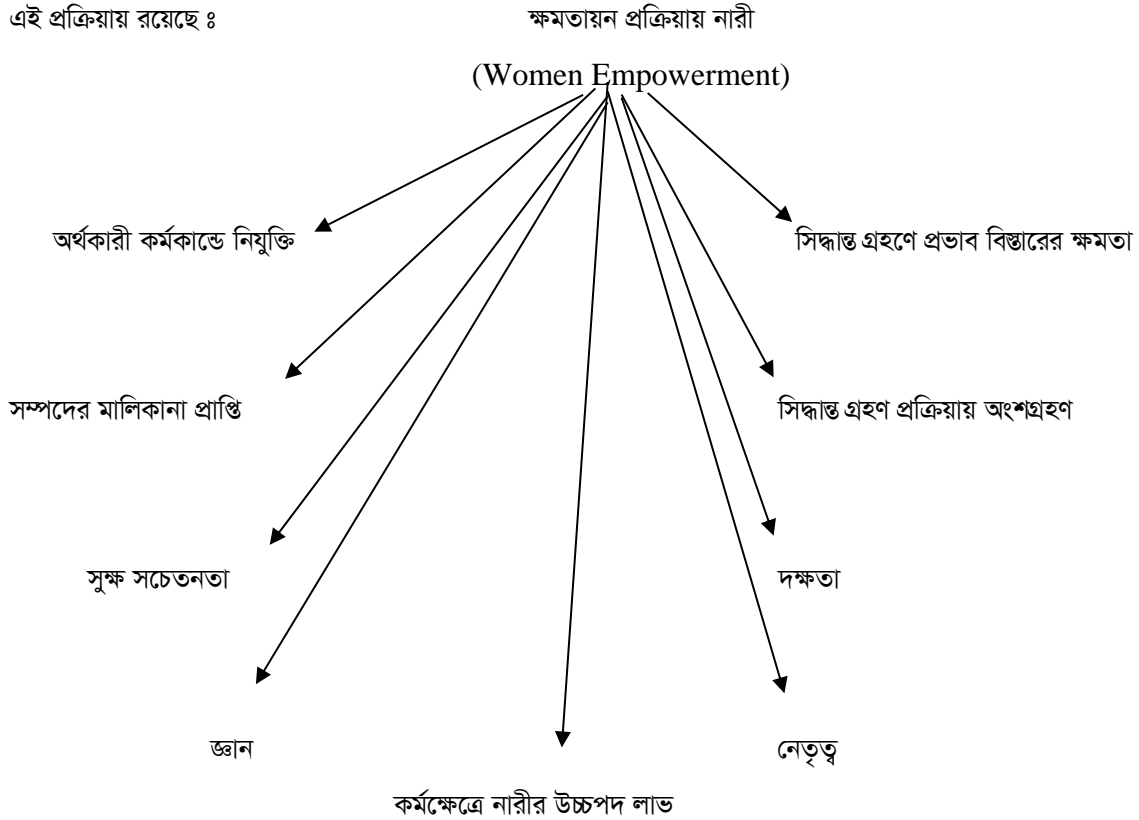 এই প্রক্রিয়ায় রয়েছে ঃ ক্ষমতায়ন প্রক্রিয়ায় নারী
(Women Empowerment)
অর্থকারী কর্মকান্ডে নিযুক্তি সিদ্ধান্ত গ্রহণে প্রভাব বিস্তারের ক্ষমতা
সম্পদের মালিকানা প্রাপ্তি সিদ্ধান্ত গ্রহণ প্রক্রিয়ায় অংশগ্রহণ
সুক্ষ সচেতনতা দক্ষতা
জ্ঞান নেতৃত্ব
কর্মক্ষেত্রে নারীর উচ্চপদ লাভ